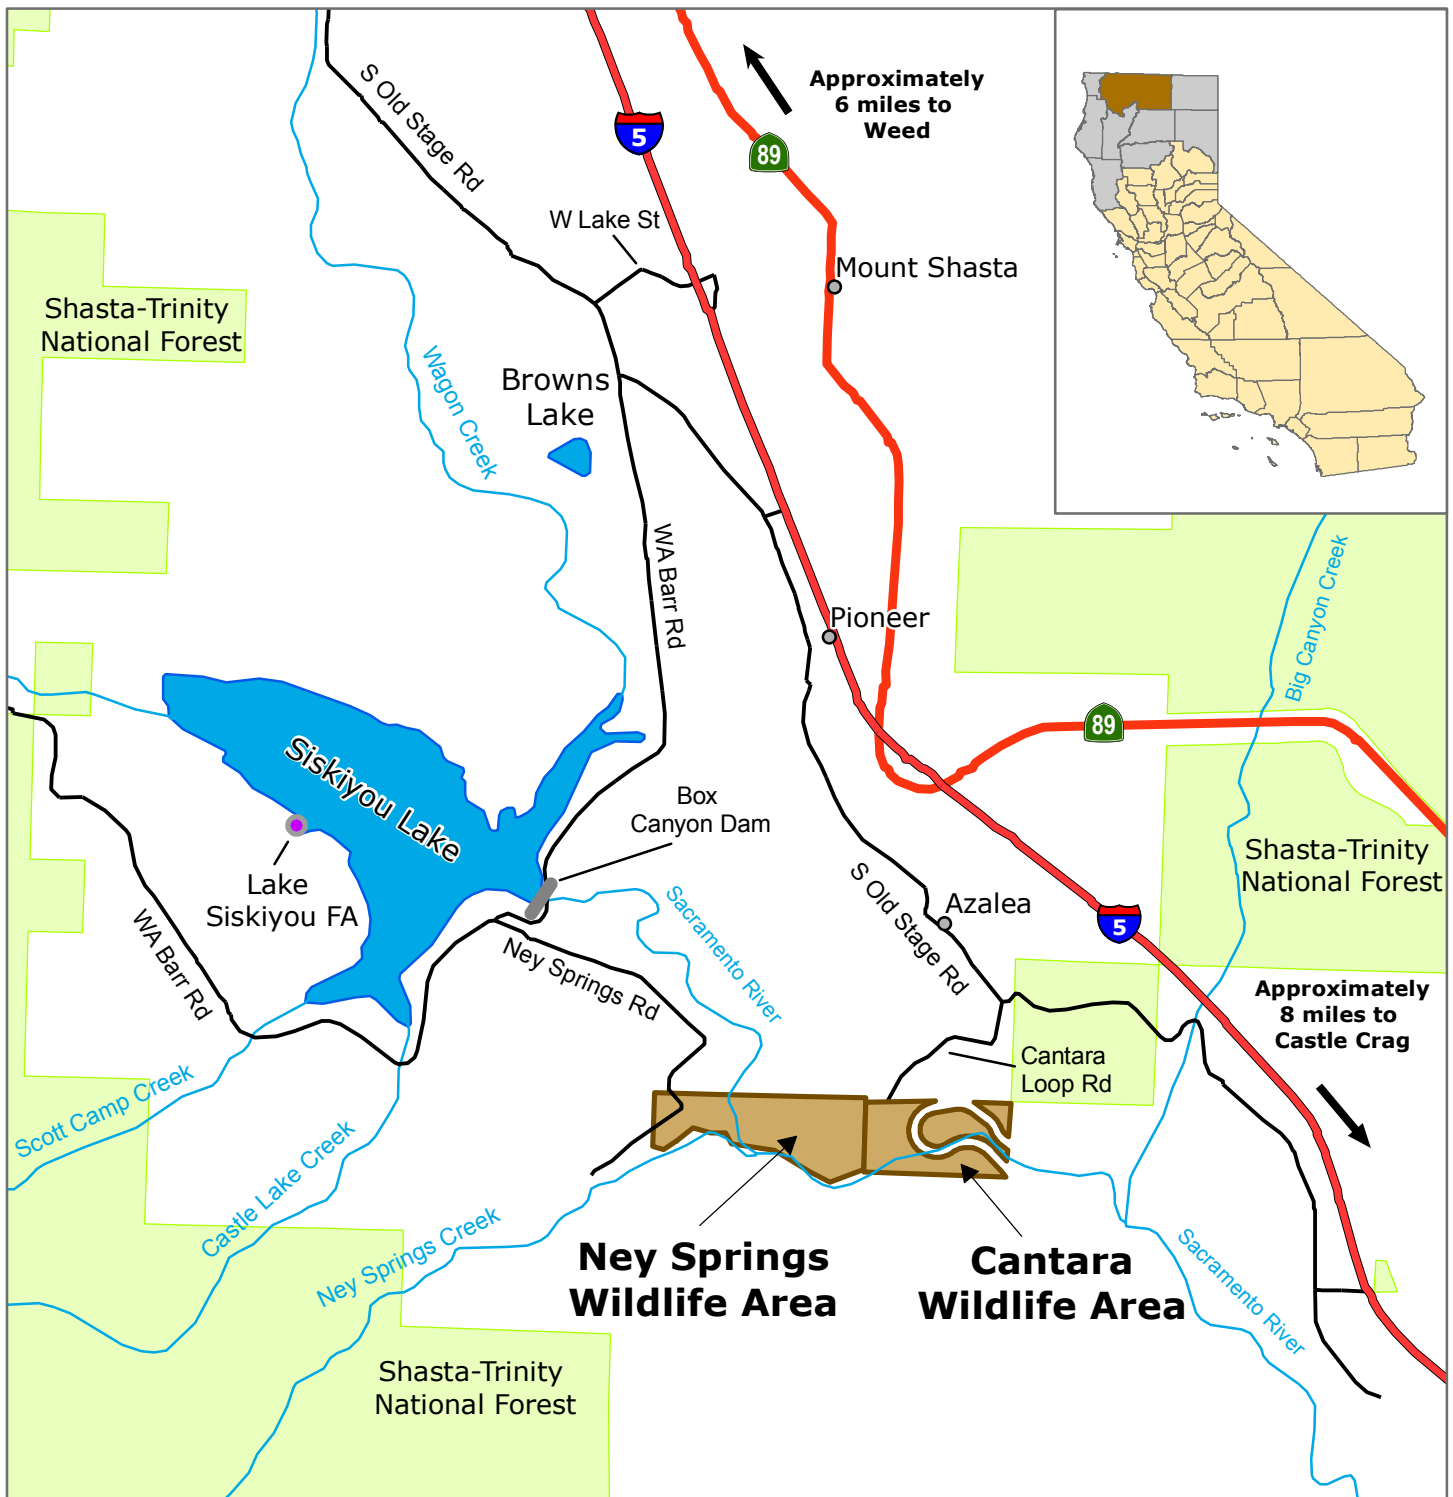 S Old Stage Rd
5
89
Approximately
6 miles to
Weed
W Lake St
Mount Shasta
Shasta-Trinity
National Forest
Wagon Creek
Browns
Lake
WA Barr Rd
Pioneer
Big Canyon Creek
89
Siskiyou Lake
Box
Canyon Dam
Lake
Siskiyou FA
WA Barr Rd
Ney Springs Rd
Sacramento River
S Old Stage Rd
Azalea
5
Shasta-Trinity
National Forest
Approximately
8 miles to
Castle Crag
Cantara
Loop Rd
Scott Camp Creek
Castle Lake Creek
Ney Springs Creek
Ney Springs
Wildlife Area
Cantara
Wildlife Area
Sacramento River
Shasta-Trinity
National Forest